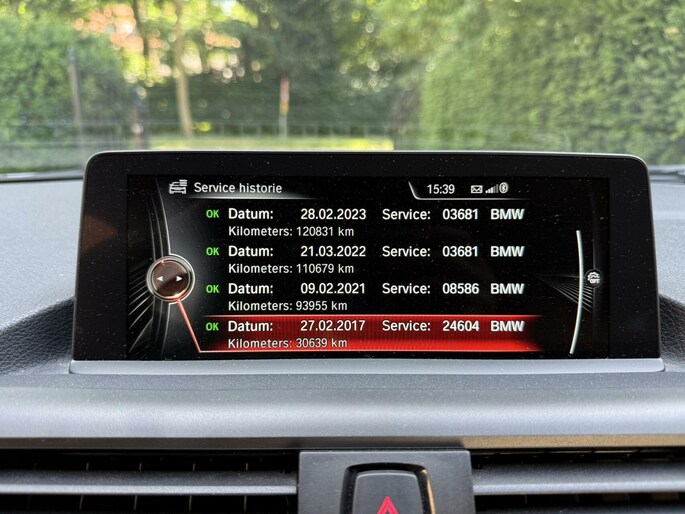 Service historie 15:39
OK Datum: 28.02.2023 Service: 03681 BMW
Kilometers: 120831 km
OK Datum: 21.03.2022 Service: 03681 BMW
Kilometers: 110679 km
OK Datum: 09.02.2021 Service: 08586 BMW
Kilometers: 93955 km
OK Datum: 27.02.2017 Service: 24604 BMW
Kilometers: 30639 km